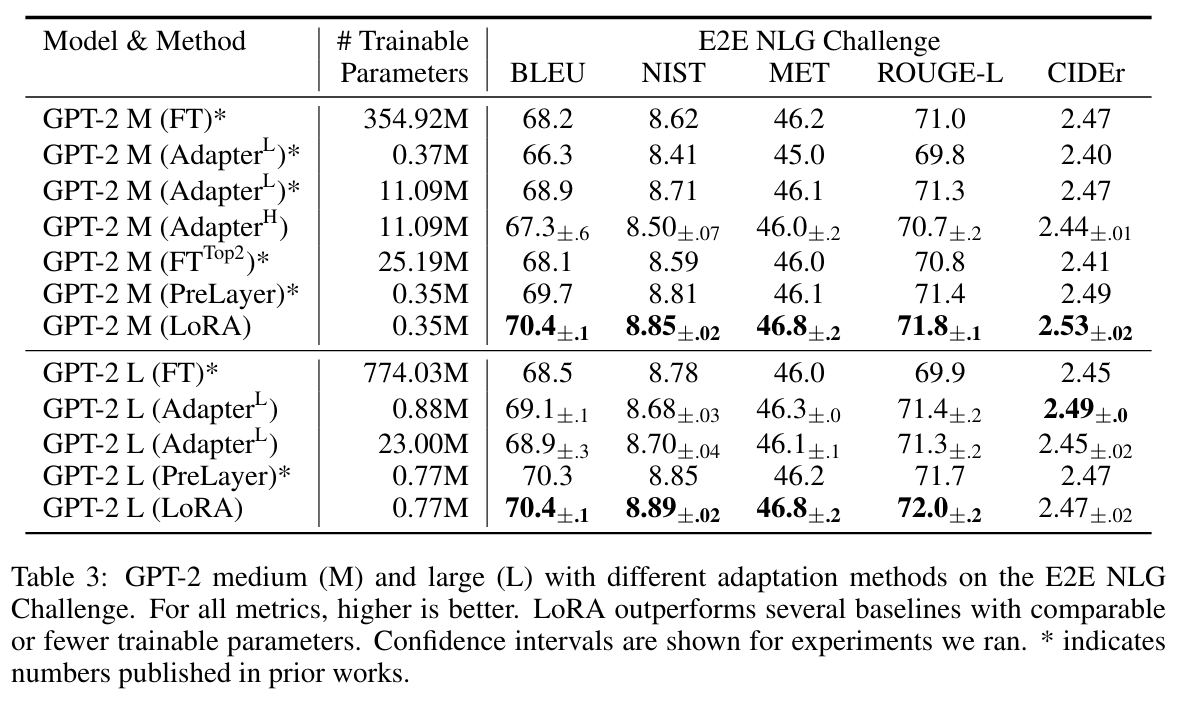 Model & Method # Trainable E2E NLG Challenge
Parameters BLEU NIST MET ROUGE-L CIDEr
GPT-2 M (FT)* 354.92M 68.2 8.62 46.2 71.0 2.47
GPT-2 M (Adapter^L)* 0.37M 66.3 8.41 45.0 69.8 2.40
GPT-2 M (Adapter^L)* 11.09M 68.9 8.71 46.1 71.3 2.47
GPT-2 M (Adapter^H) 11.09M 67.3±.6 8.50±.07 46.0±.2 70.7±.2 2.44±.01
GPT-2 M (FT^Top2)* 25.19M 68.1 8.59 46.0 70.8 2.41
GPT-2 M (PreLayer)* 0.35M 69.7 8.81 46.1 71.4 2.49
GPT-2 M (LoRA) 0.35M 70.4±.1 8.85±.02 46.8±.2 71.8±.1 2.53±.02
GPT-2 L (FT)* 774.03M 68.5 8.78 46.0 69.9 2.45
GPT-2 L (Adapter^L) 0.88M 69.1±.1 8.68±.03 46.3±.0 71.4±.2 2.49±.0
GPT-2 L (Adapter^L) 23.00M 68.9±.3 8.70±.04 46.1±.1 71.3±.2 2.45±.02
GPT-2 L (PreLayer)* 0.77M 70.3 8.85 46.2 71.7 2.47
GPT-2 L (LoRA) 0.77M 70.4±.1 8.89±.02 46.8±.2 72.0±.2 2.47±.02
Table 3: GPT-2 medium (M) and large (L) with different adaptation methods on the E2E NLG
Challenge. For all metrics, higher is better. LoRA outperforms several baselines with comparable
or fewer trainable parameters. Confidence intervals are shown for experiments we ran. * indicates
numbers published in prior works.